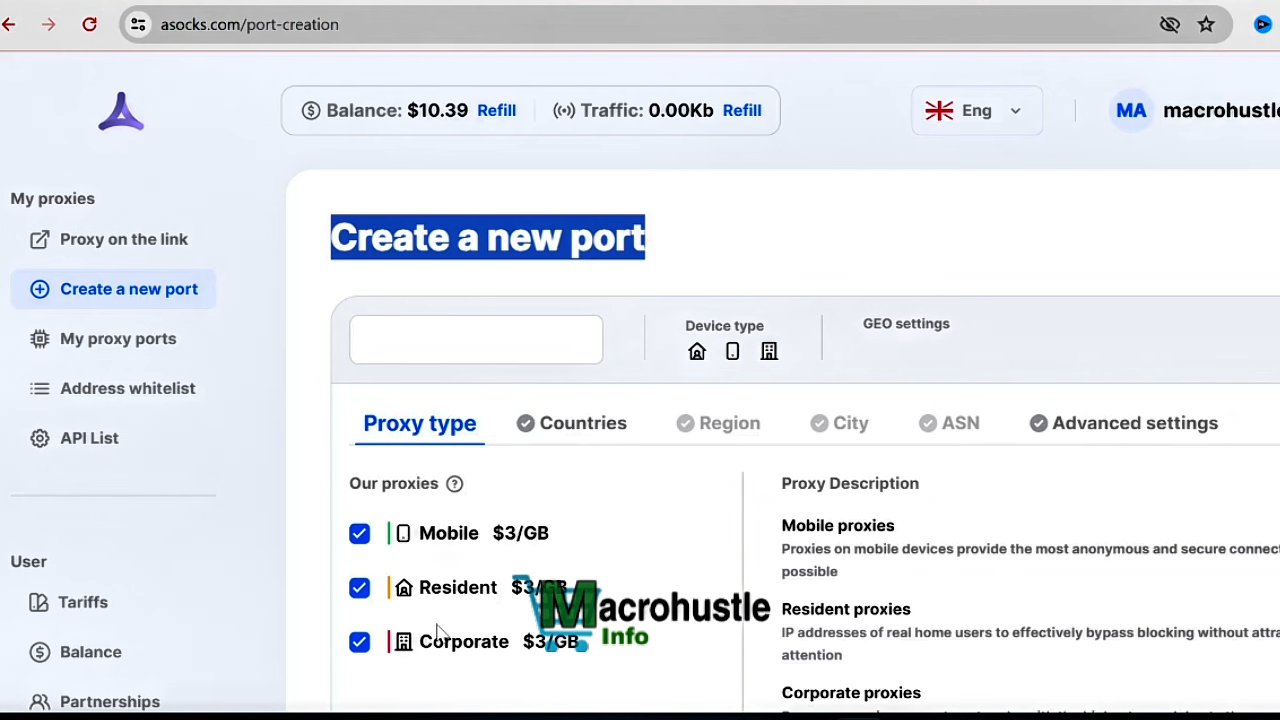 asocks.com/port-creation
Balance: $10.39 Refill
Traffic: 0.00Kb Refill
Eng
MA macrohustle
My proxies
Proxy on the link
Create a new port
My proxy ports
Address whitelist
API List
User
Tariffs
Balance
Partnerships
Create a new port
Device type
GEO settings
Proxy type
Countries
Region
City
ASN
Advanced settings
Our proxies ?
Mobile $3/GB
Resident $3/GB
Corporate $3/GB
Macrohustle
Info
Proxy Description
Mobile proxies
Proxies on mobile devices provide the most anonymous and secure connect
possible
Resident proxies
IP addresses of real home users to effectively bypass blocking without attra
attention
Corporate proxies